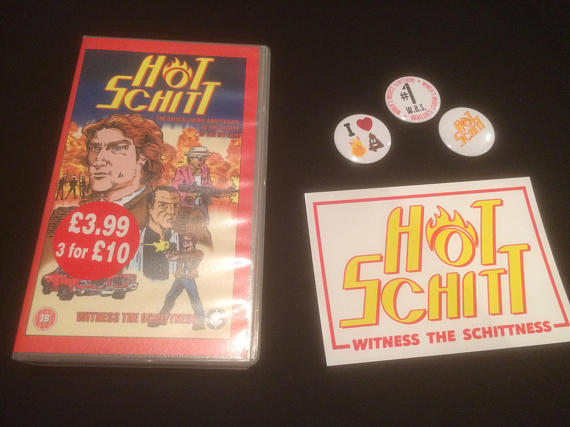 HOT
SCHITT
THE OFFICIAL COMIC ADAPTATION
£3.99
3 for £10
18
WITNESS THE SCHITTNESS
#1
W.B.S.
I
HOT
SCHITT
HOT
SCHITT
WITNESS THE SCHITTNESS